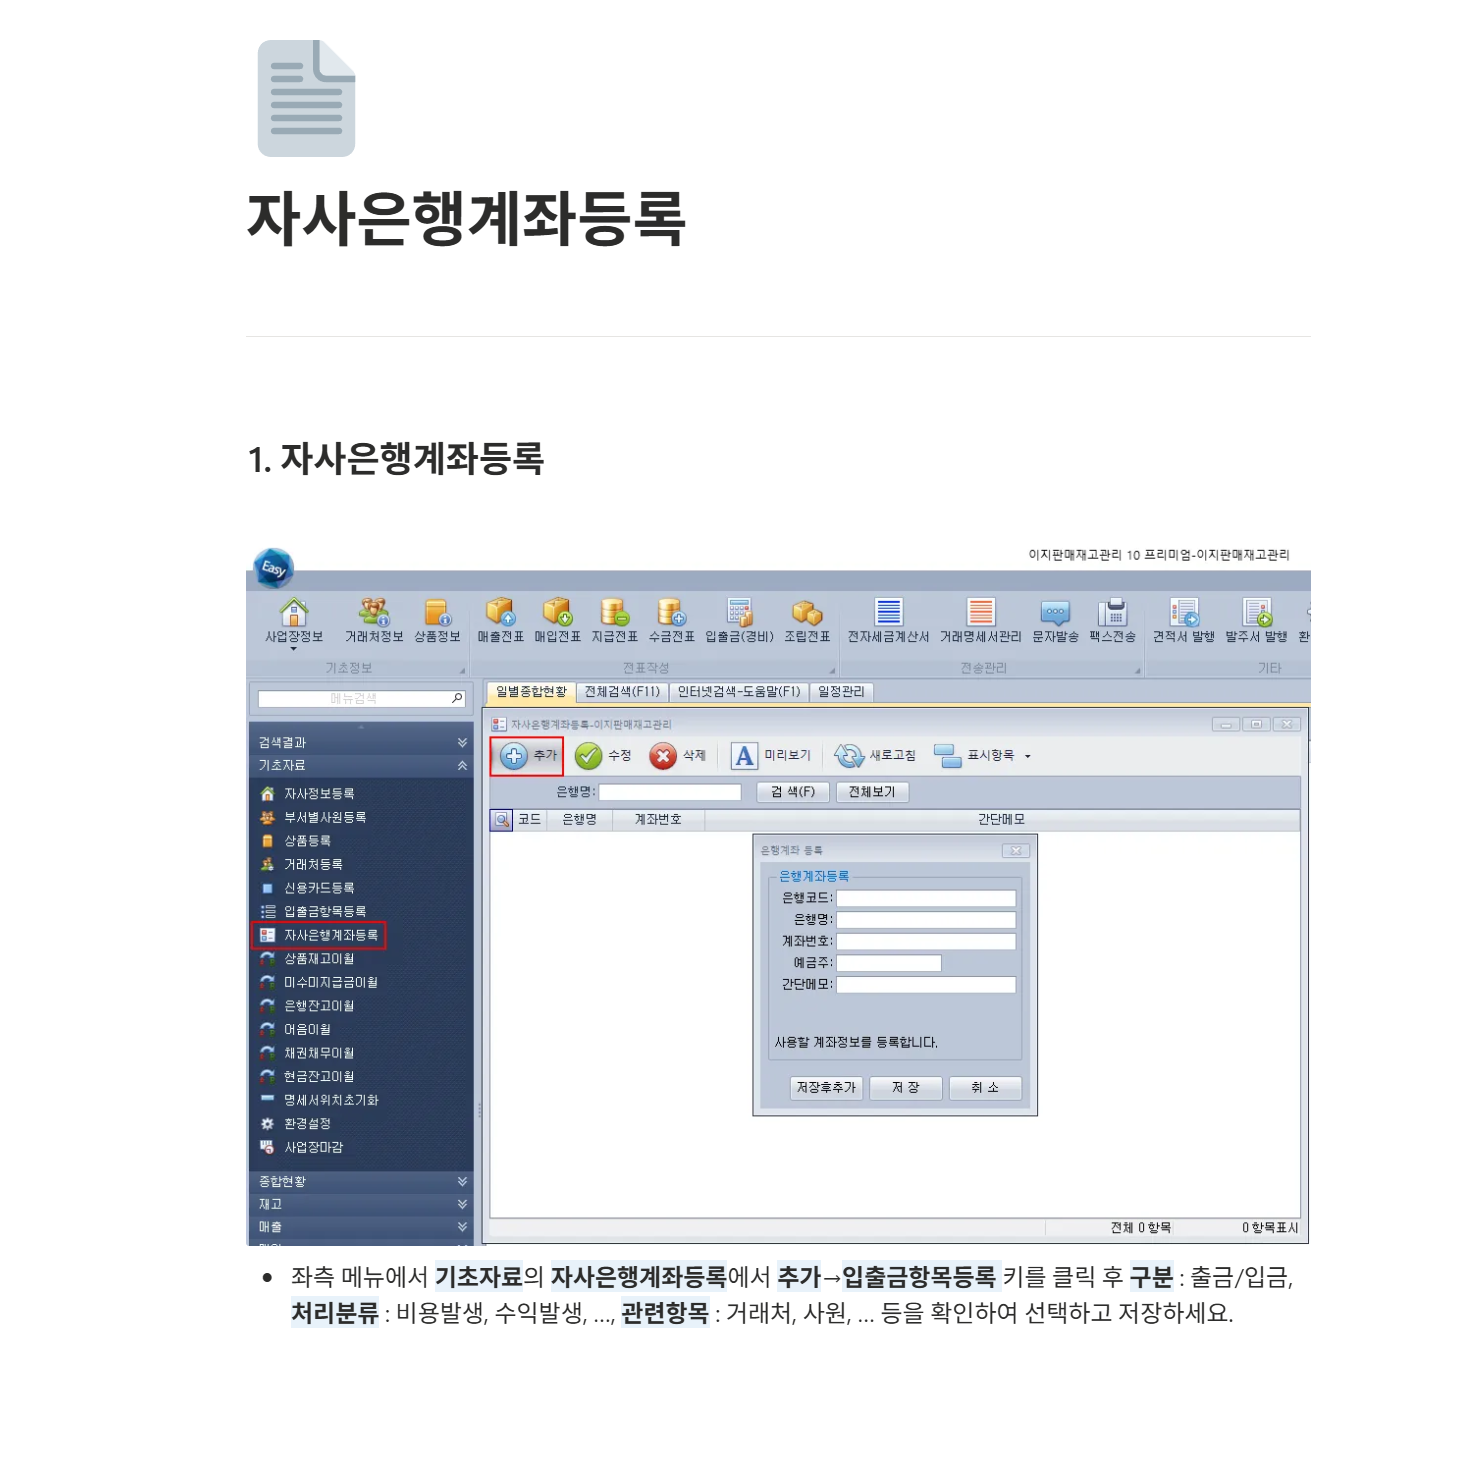 자사은행계좌등록
1. 자사은행계좌등록
이지판매재고관리 10 프리미엄-이지판매재고관리
Easy
사업장정보 거래처정보 상품정보 매출전표 매입전표 지급전표 수금전표 입출금(경비) 조립전표 전자세금계산서 거래명세서관리 문자발송 팩스전송 견적서 발행 발주서 발행 환
기초정보 전표작성 전송관리 기타
메뉴검색
일별종합현황 전체검색(F11) 인터넷검색-도움말(F1) 일정관리
자사은행계좌등록-이지판매재고관리
검색결과
기초자료
자사정보등록
부서별사원등록
상품등록
거래처등록
신용카드등록
입출금항목등록
자사은행계좌등록
상품재고이월
미수미지급금이월
은행잔고이월
어음이월
채권채무이월
현금잔고이월
명세서위치초기화
환경설정
사업장마감
종합현황
재고
매출
추가 수정 삭제 A 미리보기 새로고침 표시항목
은행명: 검 색(F) 전체보기
코드 은행명 계좌번호 간단메모
은행계좌 등록
은행계좌등록
은행코드:
은행명:
계좌번호:
예금주:
간단메모:
사용할 계좌정보를 등록합니다.
저장후추가 저 장 취 소
전체 0 항목 0 항목표시
• 좌측 메뉴에서 기초자료의 자사은행계좌등록에서 추가→입출금항목등록 키를 클릭 후 구분 : 출금/입금,
처리분류 : 비용발생, 수익발생, ..., 관련항목 : 거래처, 사원, ... 등을 확인하여 선택하고 저장하세요.